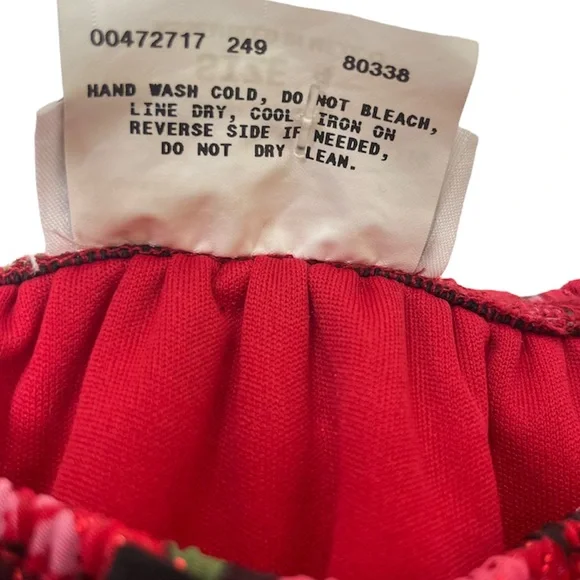 00472717 249 80338
HAND WASH COLD, DO NOT BLEACH,
LINE DRY, COOL IRON ON
REVERSE SIDE IF NEEDED,
DO NOT DRY CLEAN.